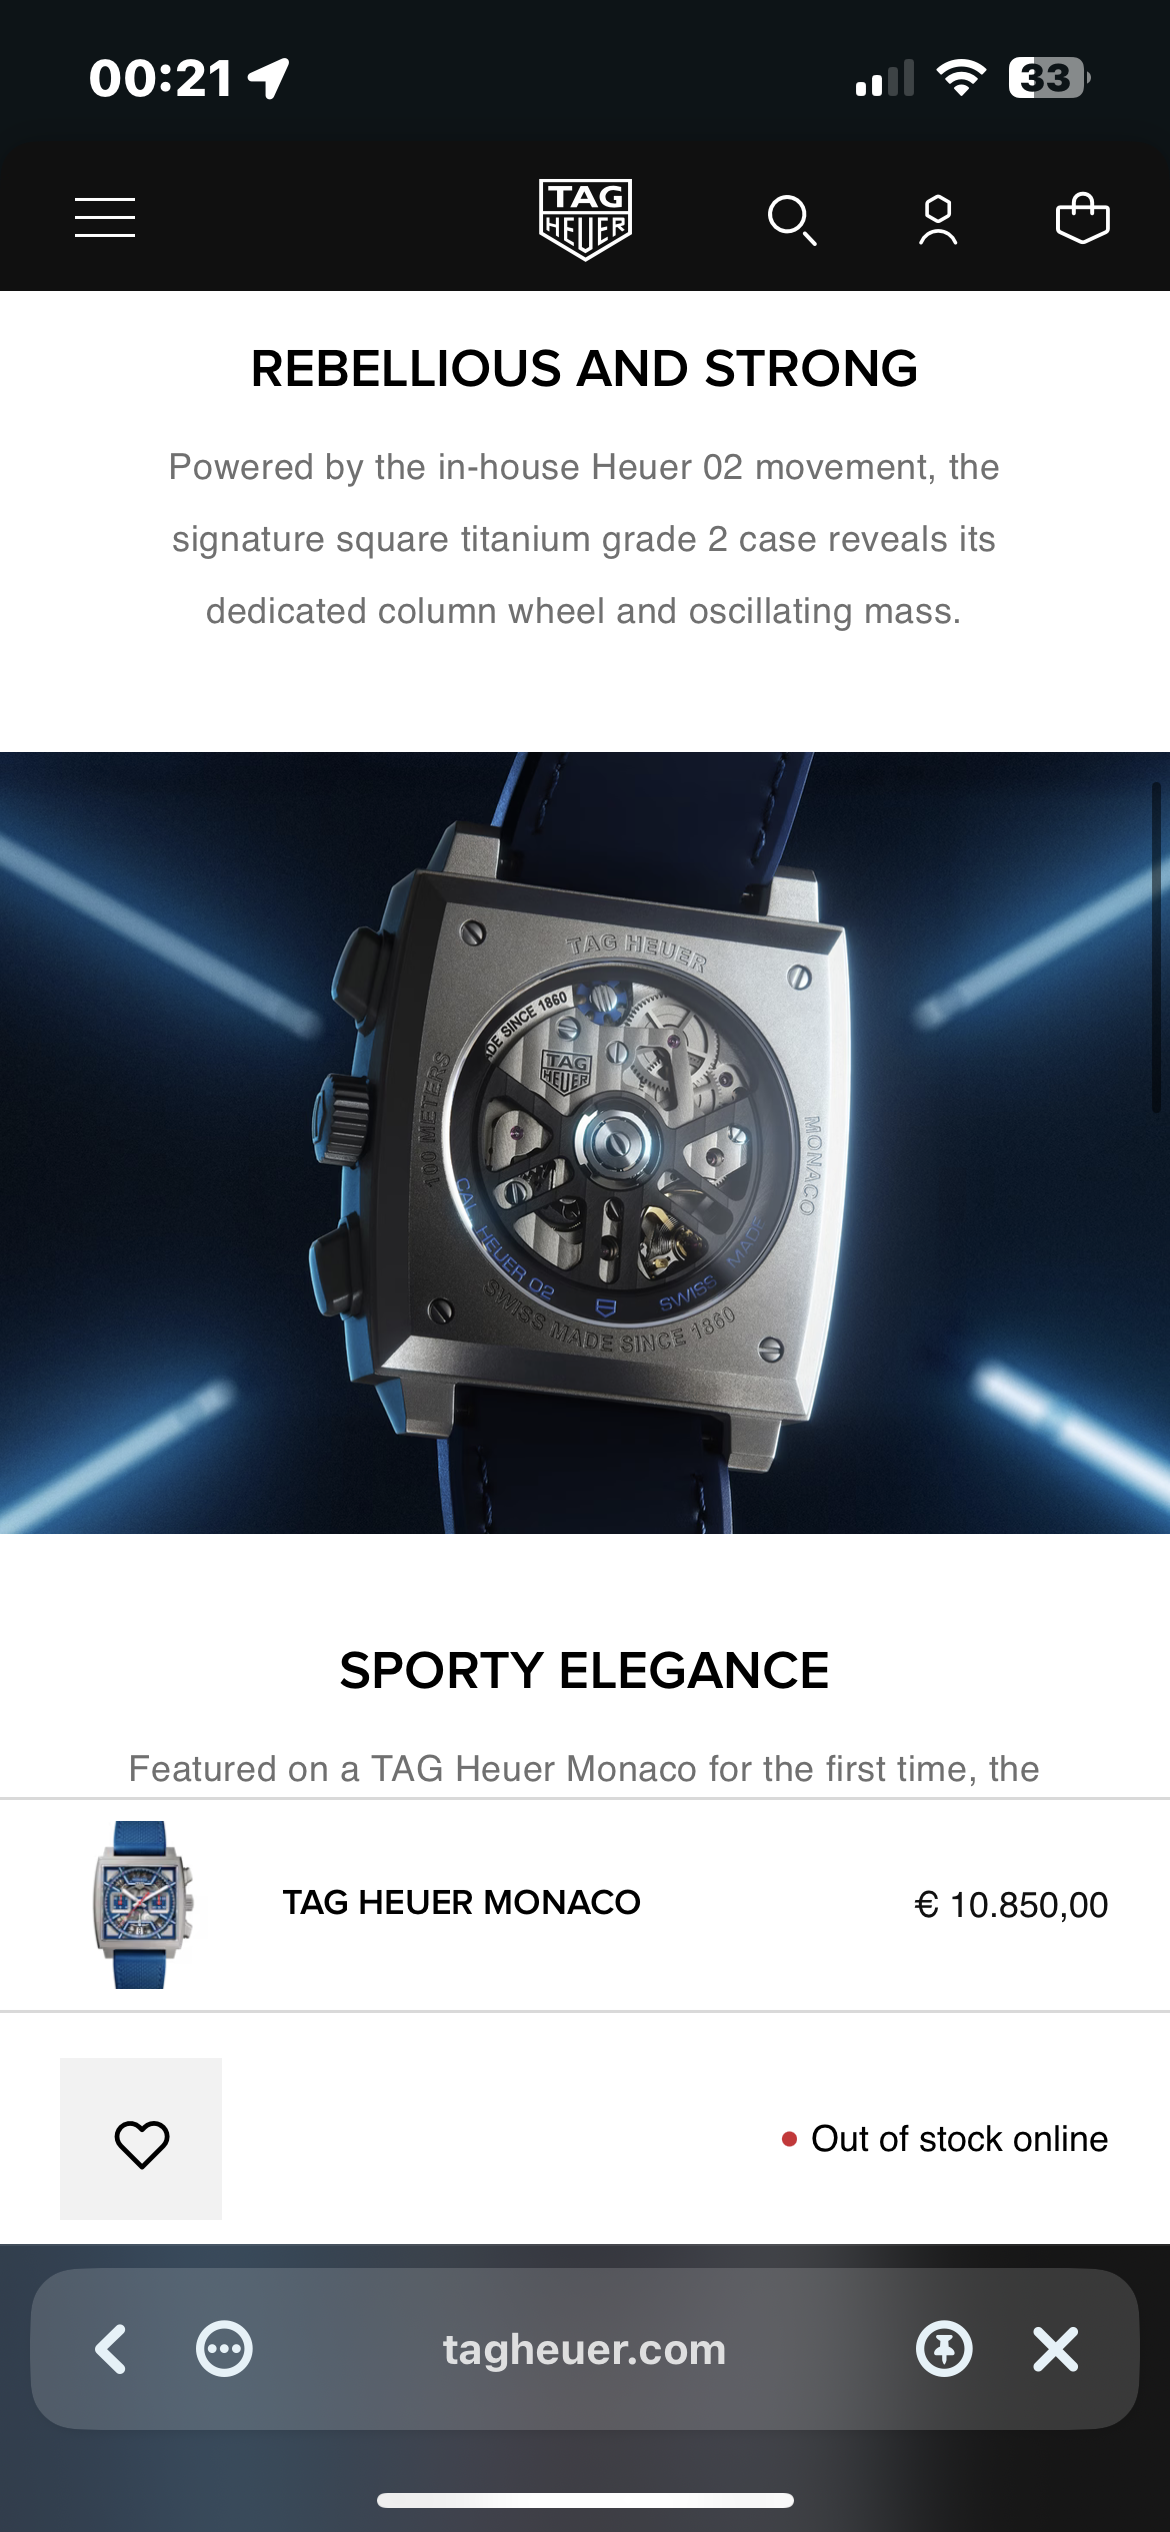 00:21
33
TAG
HEUER
REBELLIOUS AND STRONG
Powered by the in-house Heuer 02 movement, the
signature square titanium grade 2 case reveals its
dedicated column wheel and oscillating mass.
TAG HEUER
DE SINCE 1860
TAG
HEUER
100 METERS
MONACO
CAL. HEUER 02
SWISS MADE
SWISS MADE SINCE 1860
SPORTY ELEGANCE
Featured on a TAG Heuer Monaco for the first time, the
TAG HEUER MONACO
€ 10.850,00
Out of stock online
tagheuer.com